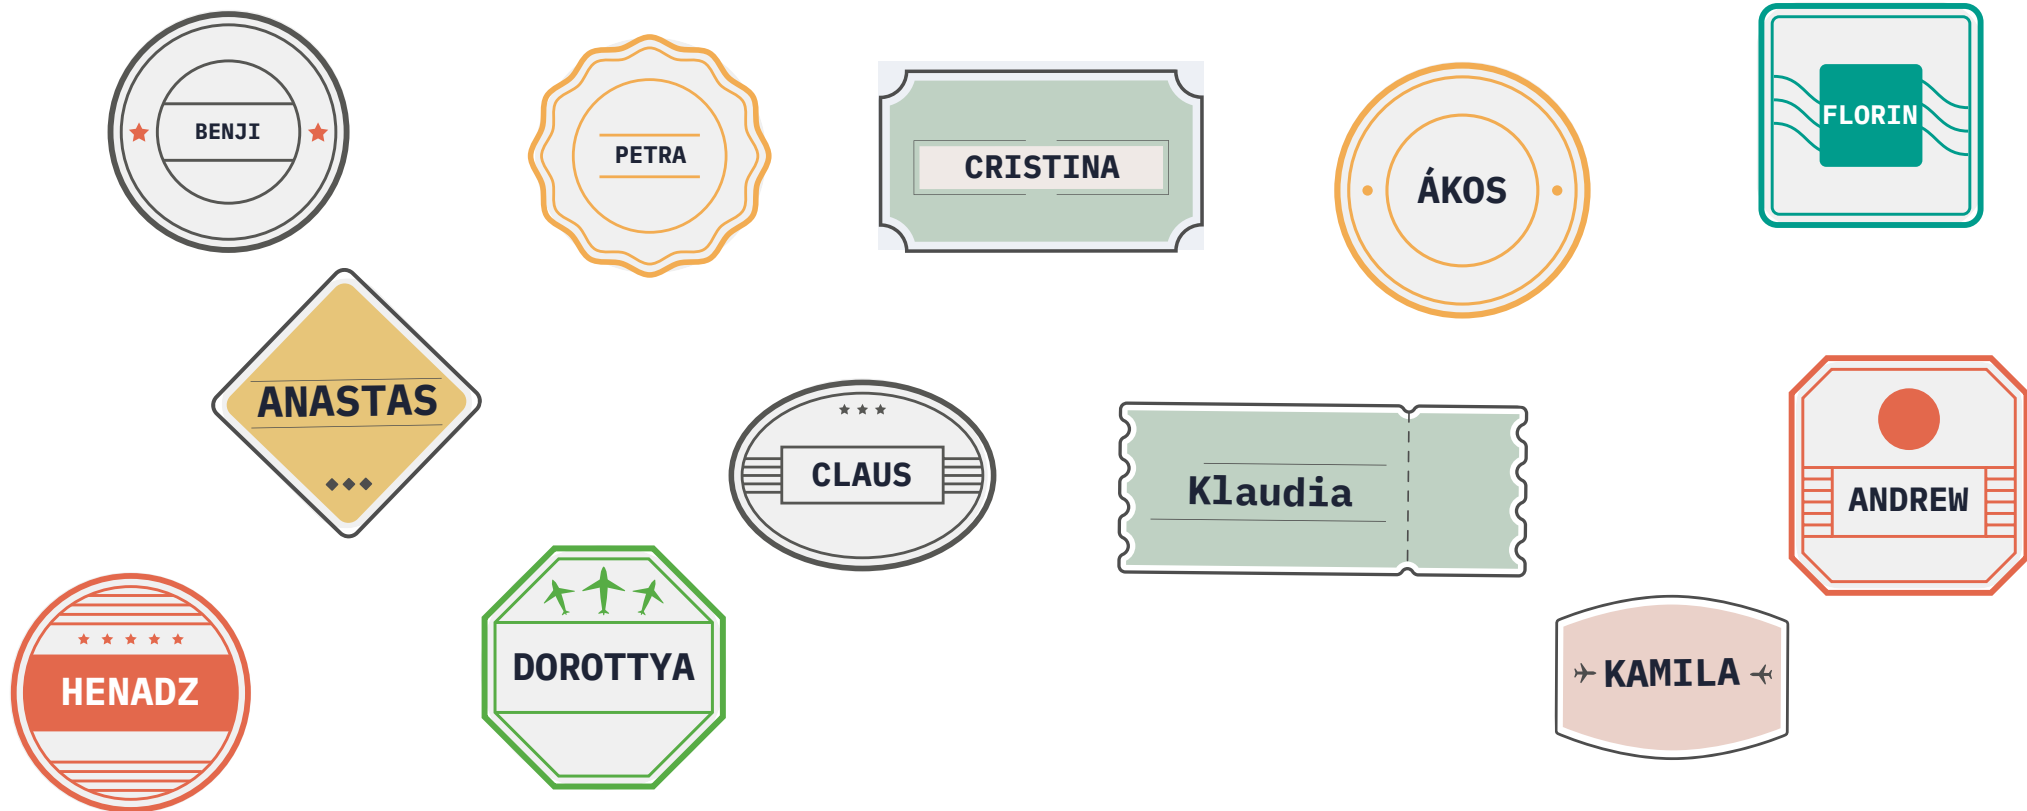 BENJI
PETRA
CRISTINA
ÁKOS
FLORIN
ANASTAS
CLAUS
Klaudia
ANDREW
HENADZ
DOROTTYA
KAMILA